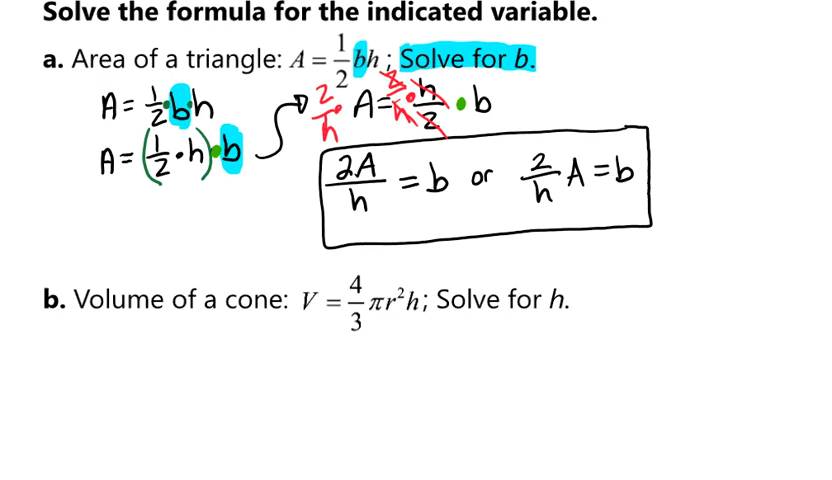 Solve the formula for the indicated variable.
a. Area of a triangle: A = 1/2 bh; Solve for b.
A = 1/2·b·h
A = (1/2·h)·b
2/h · A = 2/h · h/2 · b
2A/h = b or 2/h A = b
b. Volume of a cone: V = 4/3 πr²h; Solve for h.